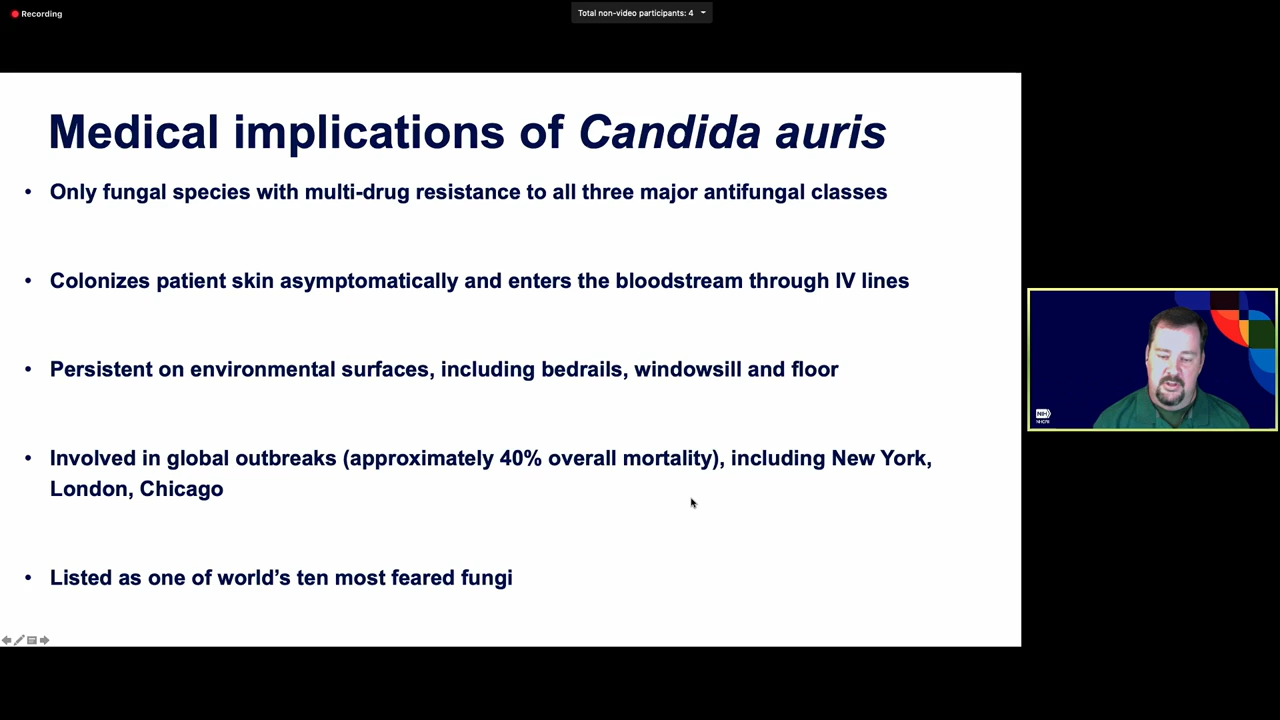 Recording
Total non-video participants: 4
Medical implications of Candida auris
• Only fungal species with multi-drug resistance to all three major antifungal classes
• Colonizes patient skin asymptomatically and enters the bloodstream through IV lines
• Persistent on environmental surfaces, including bedrails, windowsill and floor
• Involved in global outbreaks (approximately 40% overall mortality), including New York,
London, Chicago
• Listed as one of world’s ten most feared fungi
NIH